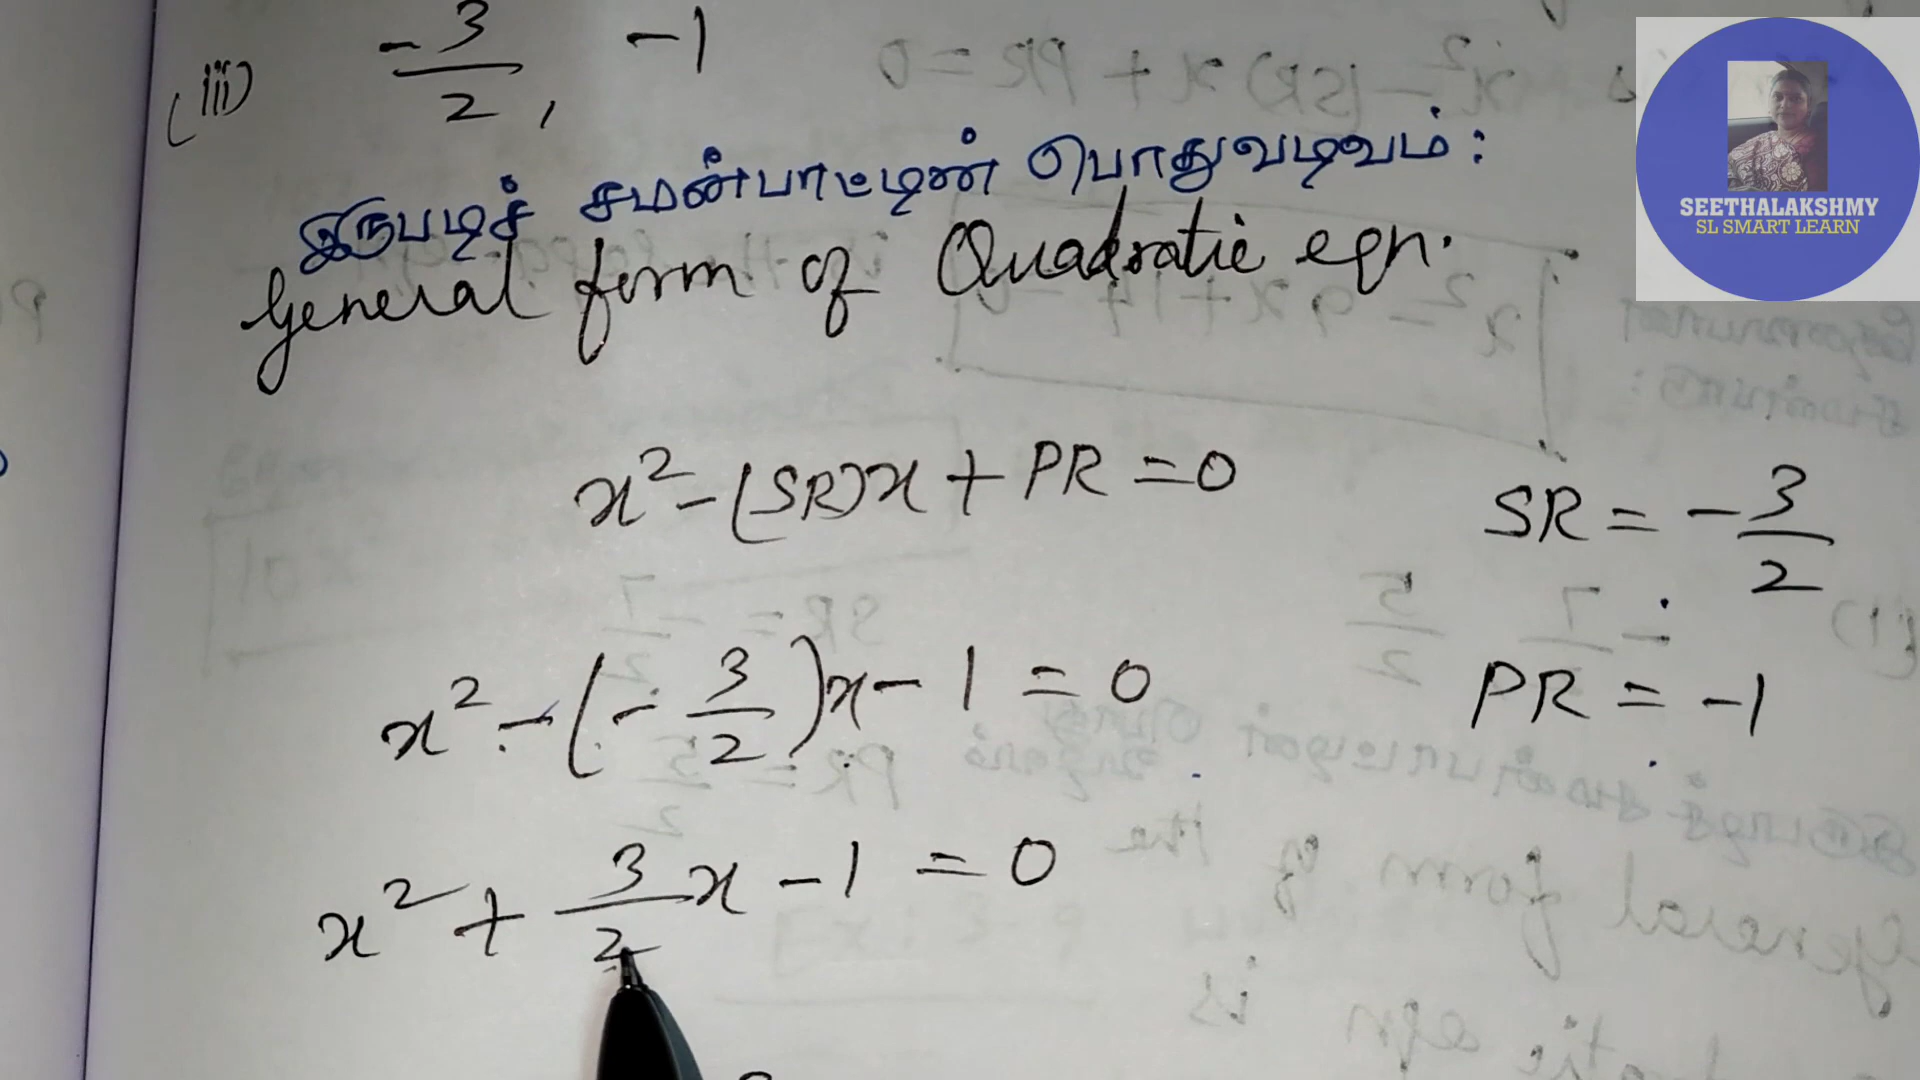 (iii) -3/2, -1
இருபடிச் சமன்பாட்டின் பொதுவடிவம்:
General form of Quadratic eqn.
x² - (SR)x + PR = 0
SR = -3/2
x² - (-3/2)x - 1 = 0
PR = -1
x² + 3/2 x - 1 = 0
SEETHALAKSHMY
SL SMART LEARN